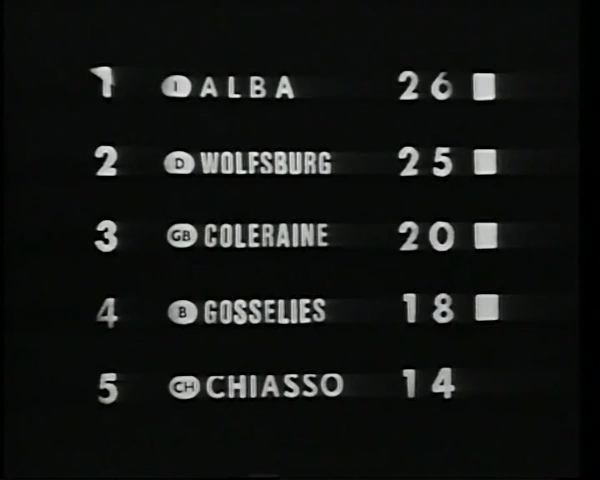 1 I ALBA 26
2 D WOLFSBURG 25
3 GB COLERAINE 20
4 B GOSSELIES 18
5 CH CHIASSO 14